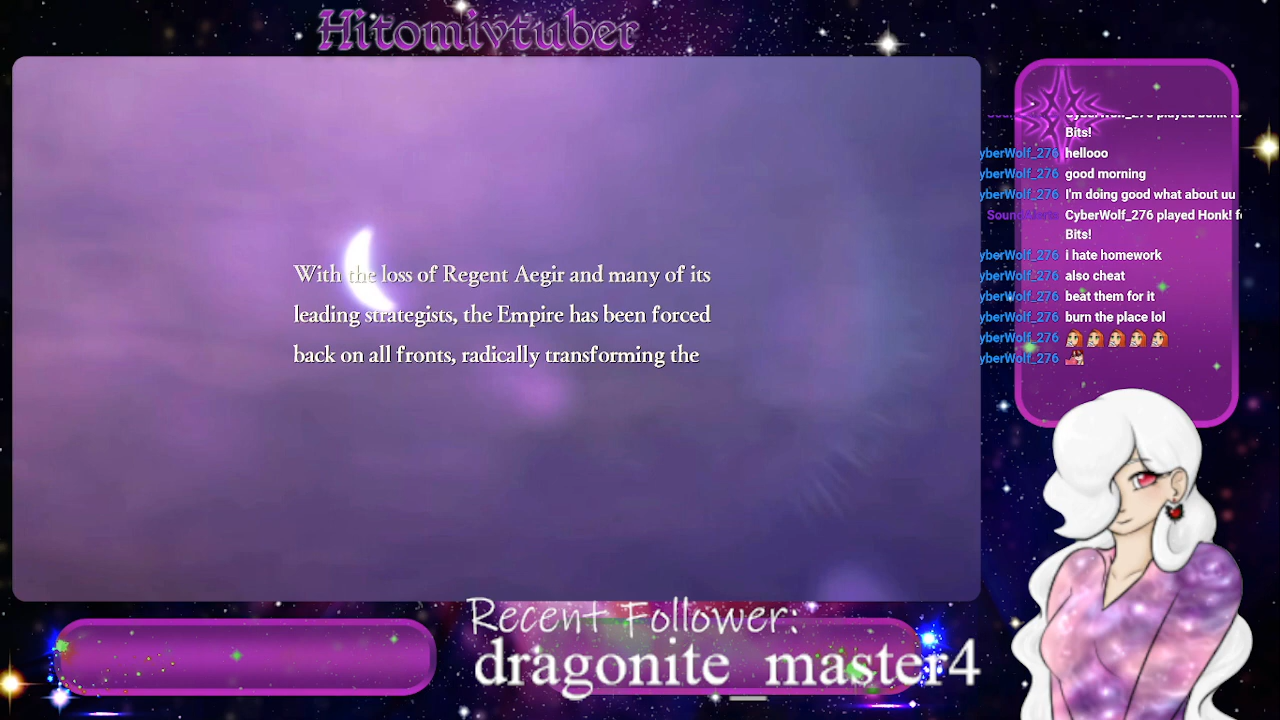 Hitomivtuber
With the loss of Regent Aegir and many of its
leading strategists, the Empire has been forced
back on all fronts, radically transforming the
Bits!
yberWolf_276 hellooo
yberWolf_276 good morning
yberWolf_276 I'm doing good what about uu
SoundAlerts CyberWolf_276 played Honk! f
Bits!
yberWolf_276 I hate homework
yberWolf_276 also cheat
yberWolf_276 beat them for it
yberWolf_276 burn the place lol
yberWolf_276
yberWolf_276
Recent Follower:
dragonite_master4